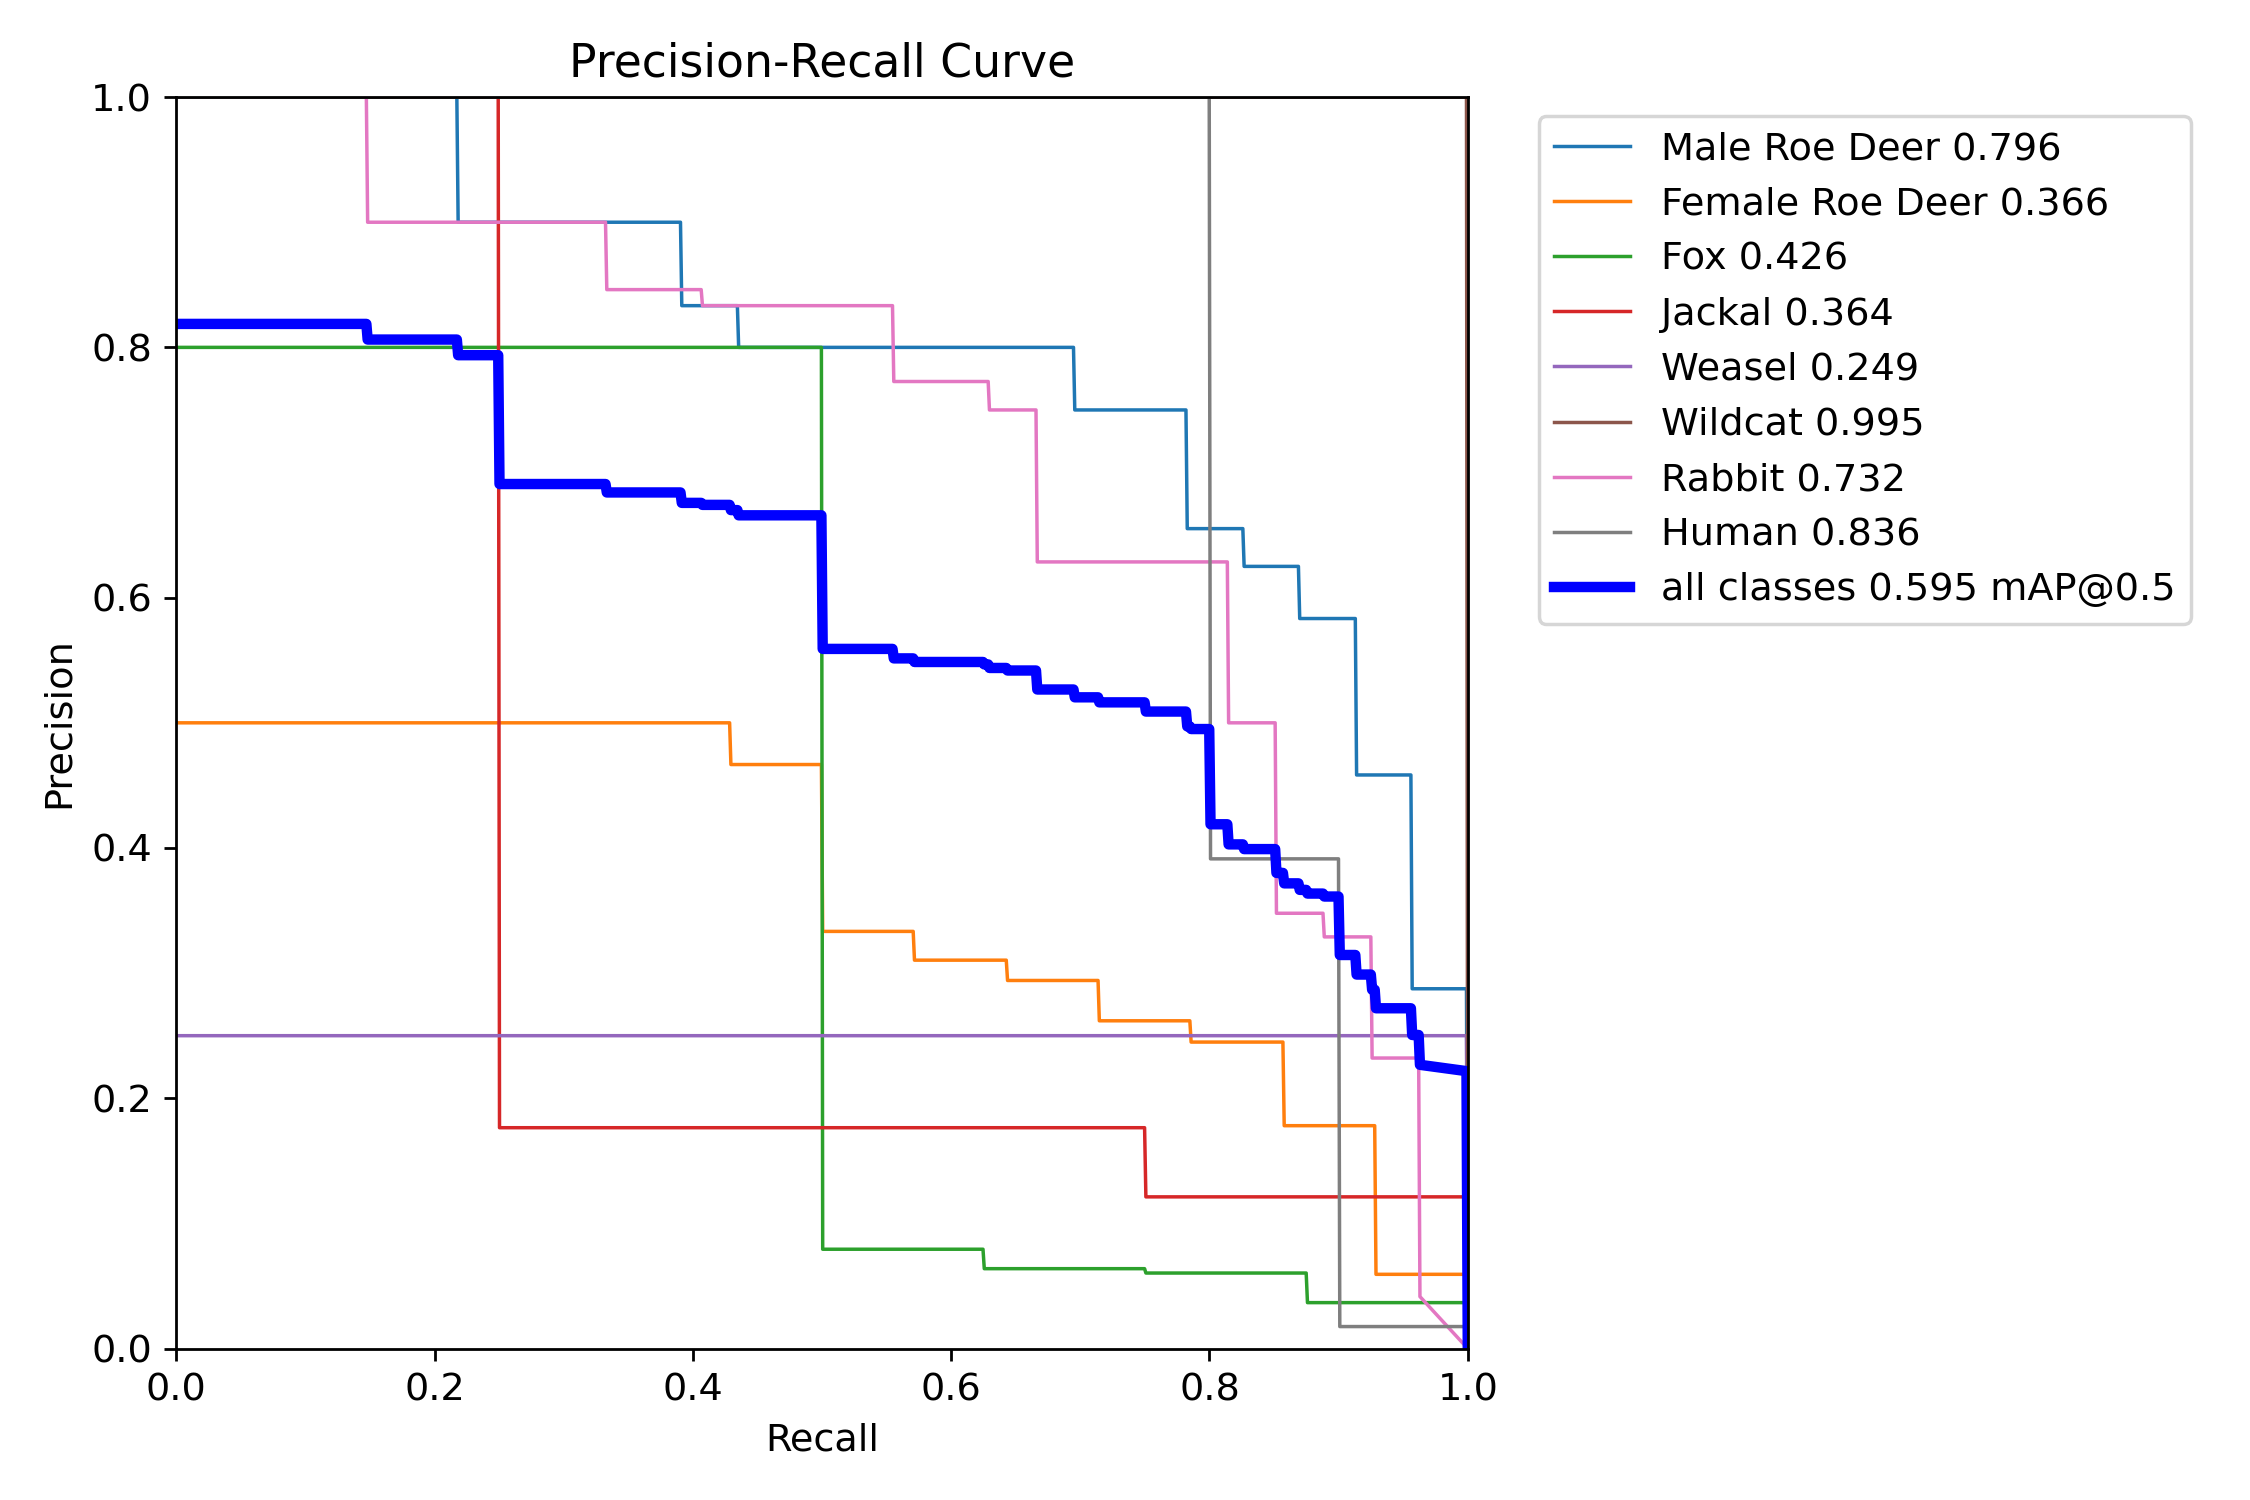 Precision-Recall Curve
1.0
0.8
0.6
0.4
0.2
0.0
Precision
0.0 0.2 0.4 0.6 0.8 1.0
Recall
Male Roe Deer 0.796
Female Roe Deer 0.366
Fox 0.426
Jackal 0.364
Weasel 0.249
Wildcat 0.995
Rabbit 0.732
Human 0.836
all classes 0.595 mAP@0.5